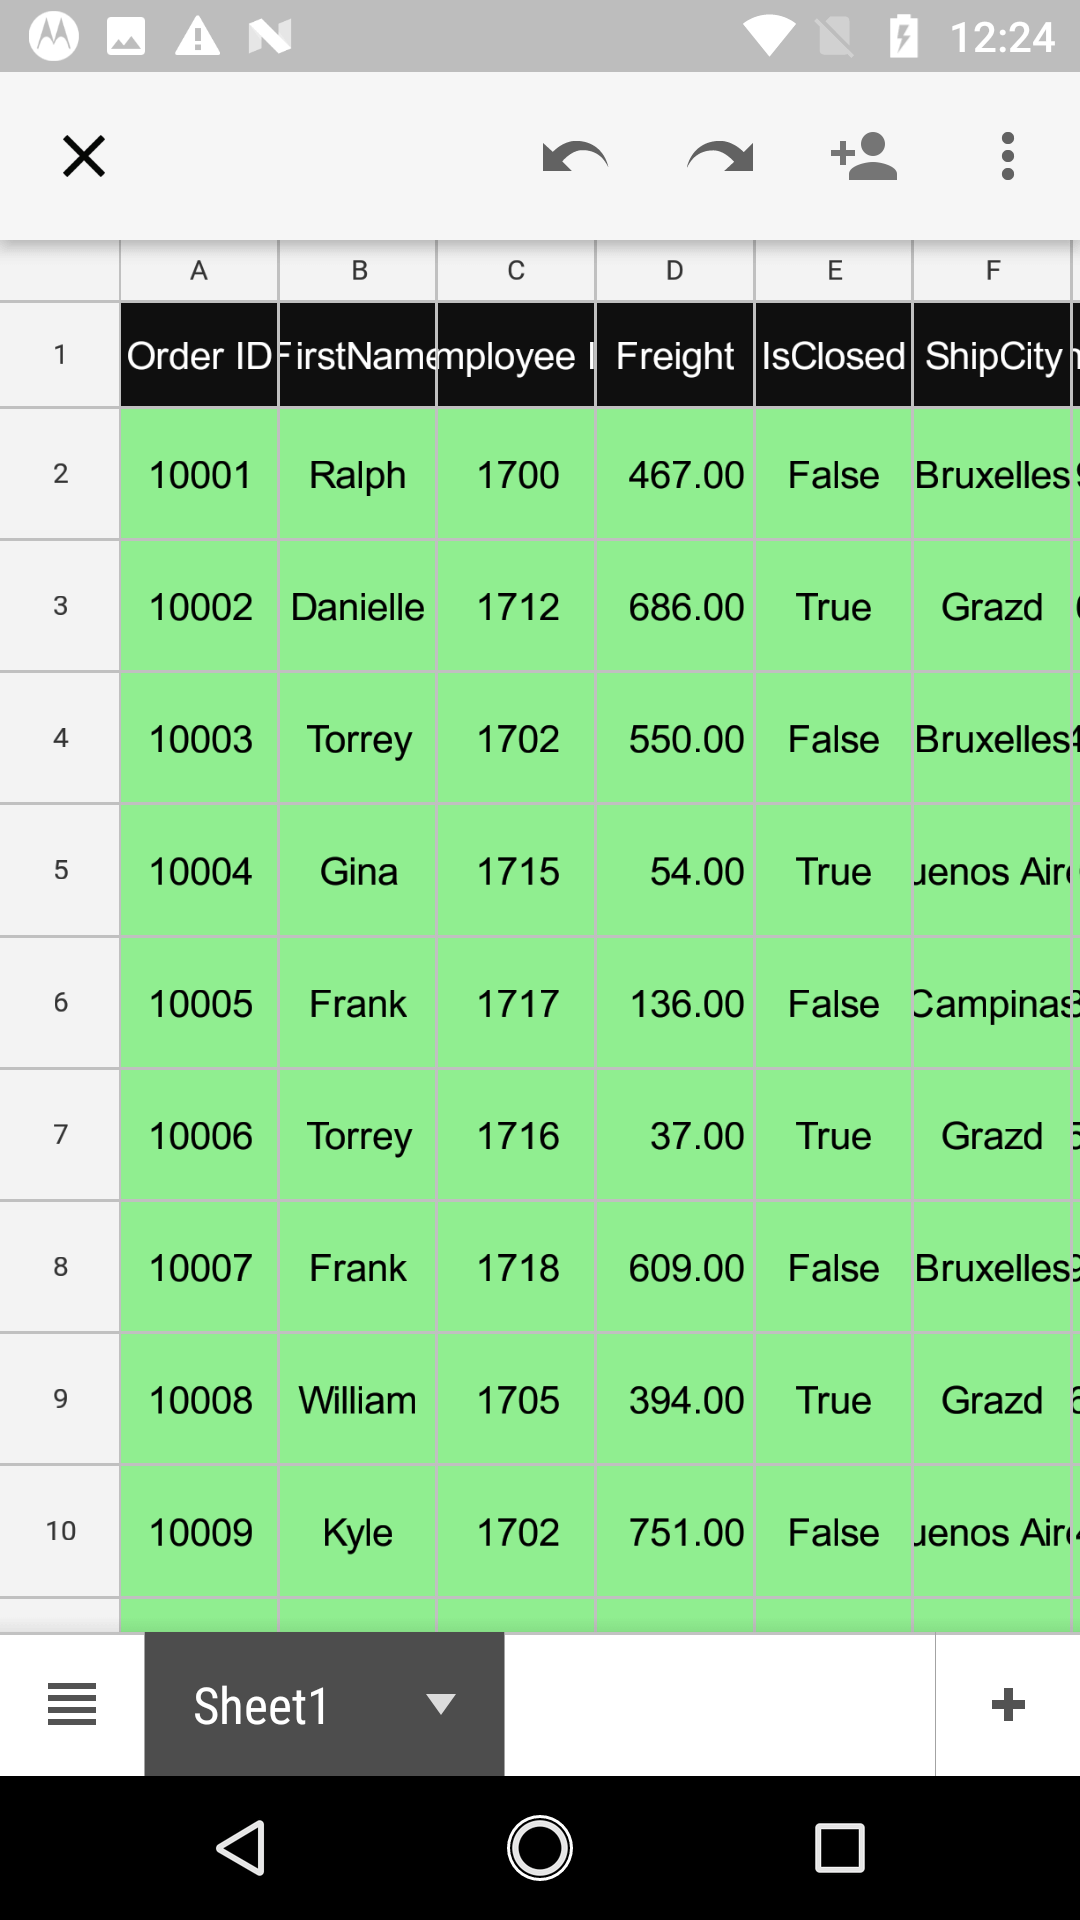 12:24
A B C D E F
1 Order ID FirstName mployee Freight IsClosed ShipCity
2 10001 Ralph 1700 467.00 False Bruxelles
3 10002 Danielle 1712 686.00 True Grazd
4 10003 Torrey 1702 550.00 False Bruxelles
5 10004 Gina 1715 54.00 True uenos Air
6 10005 Frank 1717 136.00 False Campinas
7 10006 Torrey 1716 37.00 True Grazd
8 10007 Frank 1718 609.00 False Bruxelles
9 10008 William 1705 394.00 True Grazd
10 10009 Kyle 1702 751.00 False uenos Air
Sheet1